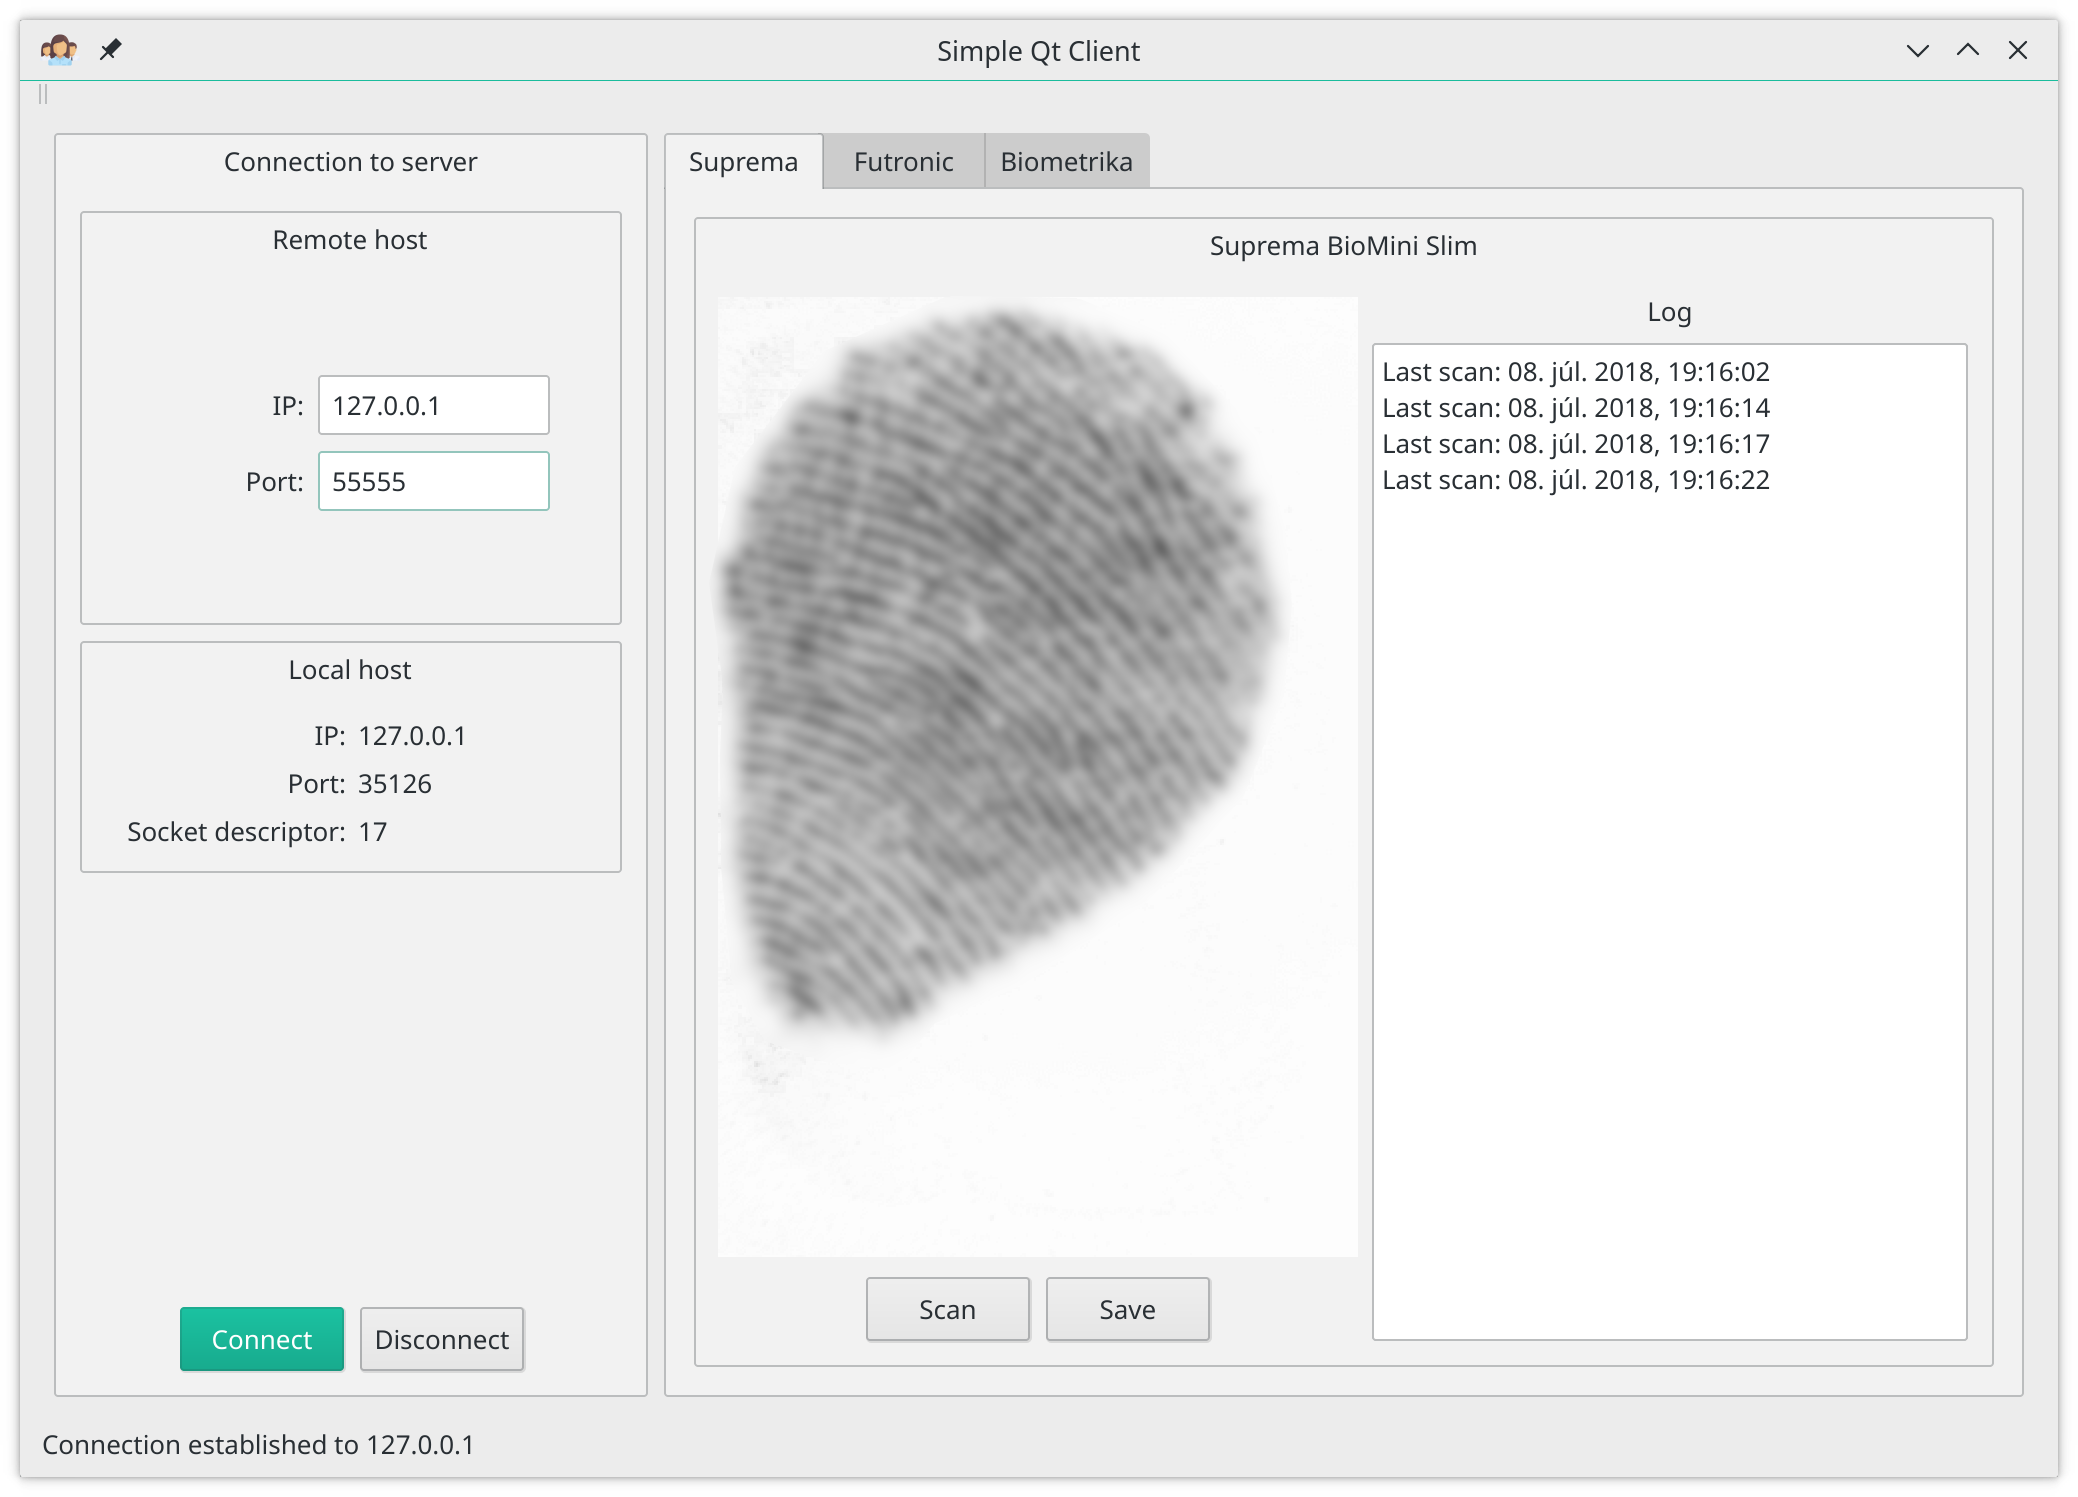 Simple Qt Client
Connection to server
Remote host
IP: 127.0.0.1
Port: 55555
Local host
IP: 127.0.0.1
Port: 35126
Socket descriptor: 17
Connect Disconnect
Suprema Futronic Biometrika
Suprema BioMini Slim
Log
Last scan: 08. júl. 2018, 19:16:02
Last scan: 08. júl. 2018, 19:16:14
Last scan: 08. júl. 2018, 19:16:17
Last scan: 08. júl. 2018, 19:16:22
Scan Save
Connection established to 127.0.0.1